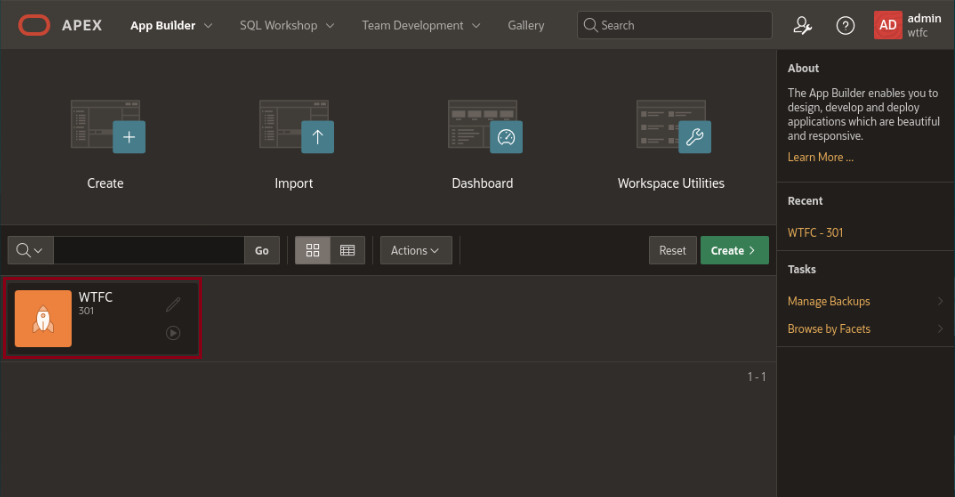 APEX App Builder SQL Workshop Team Development Gallery Search AD admin
wtfc
Create Import Dashboard Workspace Utilities
Go Actions Reset Create
WTFC
301
1 - 1
About
The App Builder enables you to
design, develop and deploy
applications which are beautiful
and responsive.
Learn More ...
Recent
WTFC - 301
Tasks
Manage Backups
Browse by Facets